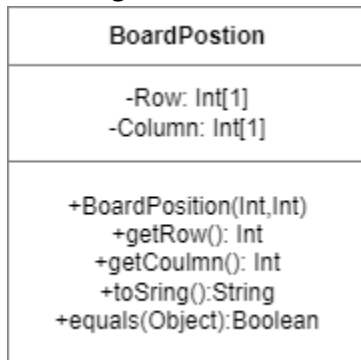 BoardPostion
-Row: Int[1]
-Column: Int[1]
+BoardPosition(Int,Int)
+getRow(): Int
+getCoulmn(): Int
+toSring():String
+equals(Object):Boolean